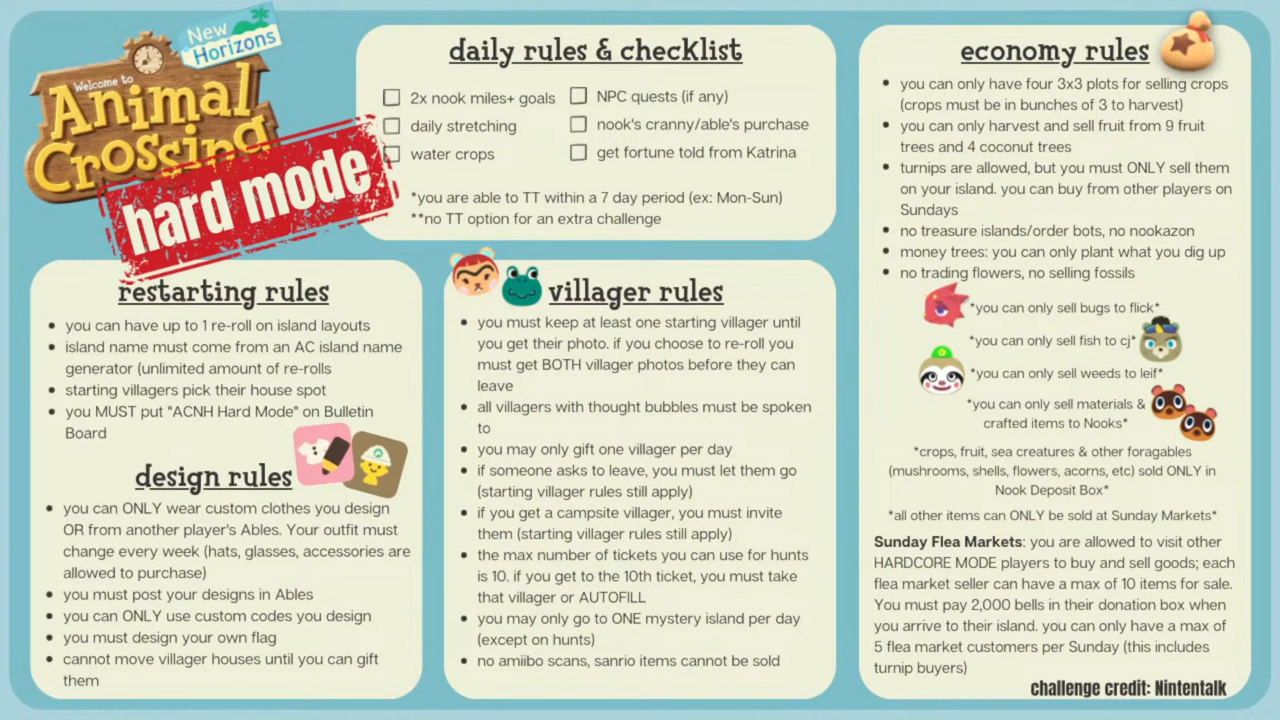 New
Horizons
Welcome to
Animal
Crossing
hard mode
daily rules & checklist
2x nook miles+ goals
daily stretching
water crops
NPC quests (if any)
nook's cranny/able's purchase
get fortune told from Katrina
*you are able to TT within a 7 day period (ex: Mon-Sun)
**no TT option for an extra challenge
restarting rules
• you can have up to 1 re-roll on island layouts
• island name must come from an AC island name
generator (unlimited amount of re-rolls
• starting villagers pick their house spot
• you MUST put "ACNH Hard Mode" on Bulletin
Board
design rules
• you can ONLY wear custom clothes you design
OR from another player's Ables. Your outfit must
change every week (hats, glasses, accessories are
allowed to purchase)
• you must post your designs in Ables
• you can ONLY use custom codes you design
• you must design your own flag
• cannot move villager houses until you can gift
them
villager rules
• you must keep at least one starting villager until
you get their photo. if you choose to re-roll you
must get BOTH villager photos before they can
leave
• all villagers with thought bubbles must be spoken
to
• you may only gift one villager per day
• if someone asks to leave, you must let them go
(starting villager rules still apply)
• if you get a campsite villager, you must invite
them (starting villager rules still apply)
• the max number of tickets you can use for hunts
is 10. if you get to the 10th ticket, you must take
that villager or AUTOFILL
• you may only go to ONE mystery island per day
(except on hunts)
• no amiibo scans, sanrio items cannot be sold
economy rules
• you can only have four 3x3 plots for selling crops
(crops must be in bunches of 3 to harvest)
• you can only harvest and sell fruit from 9 fruit
trees and 4 coconut trees
• turnips are allowed, but you must ONLY sell them
on your island. you can buy from other players on
Sundays
• no treasure islands/order bots, no nookazon
• money trees: you can only plant what you dig up
• no trading flowers, no selling fossils
*you can only sell bugs to flick*
*you can only sell fish to cj*
*you can only sell weeds to leif*
*you can only sell materials &
crafted items to Nooks*
*crops, fruit, sea creatures & other foragables
(mushrooms, shells, flowers, acorns, etc) sold ONLY in
Nook Deposit Box*
*all other items can ONLY be sold at Sunday Markets*
Sunday Flea Markets: you are allowed to visit other
HARDCORE MODE players to buy and sell goods; each
flea market seller can have a max of 10 items for sale.
You must pay 2,000 bells in their donation box when
you arrive to their island. you can only have a max of
5 flea market customers per Sunday (this includes
turnip buyers)
challenge credit: Nintentalk